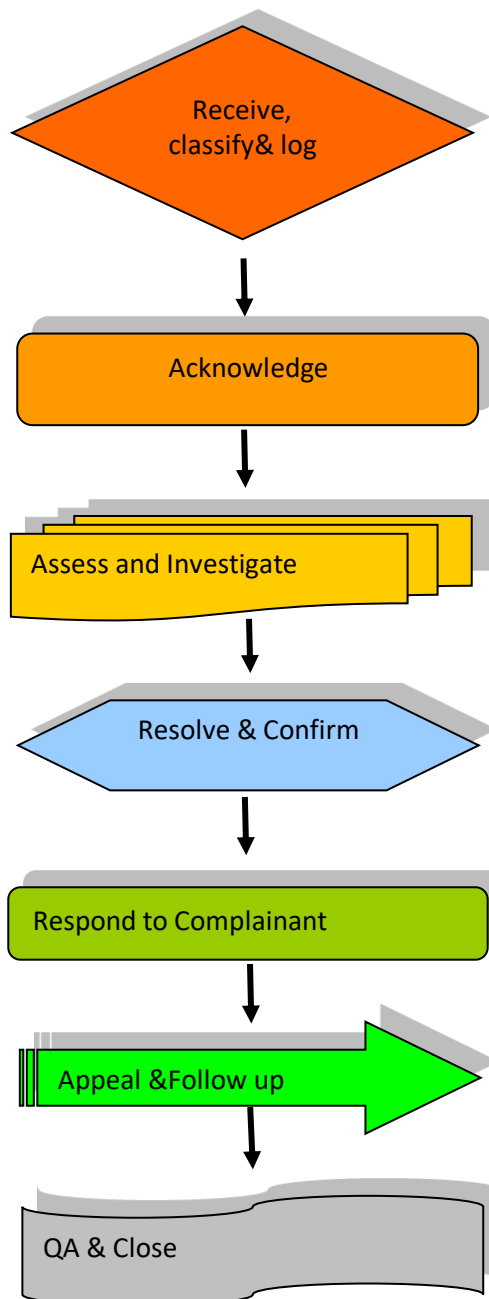 Receive,
classify& log
Acknowledge
Assess and Investigate
Resolve & Confirm
Respond to Complainant
Appeal &Follow up
QA & Close